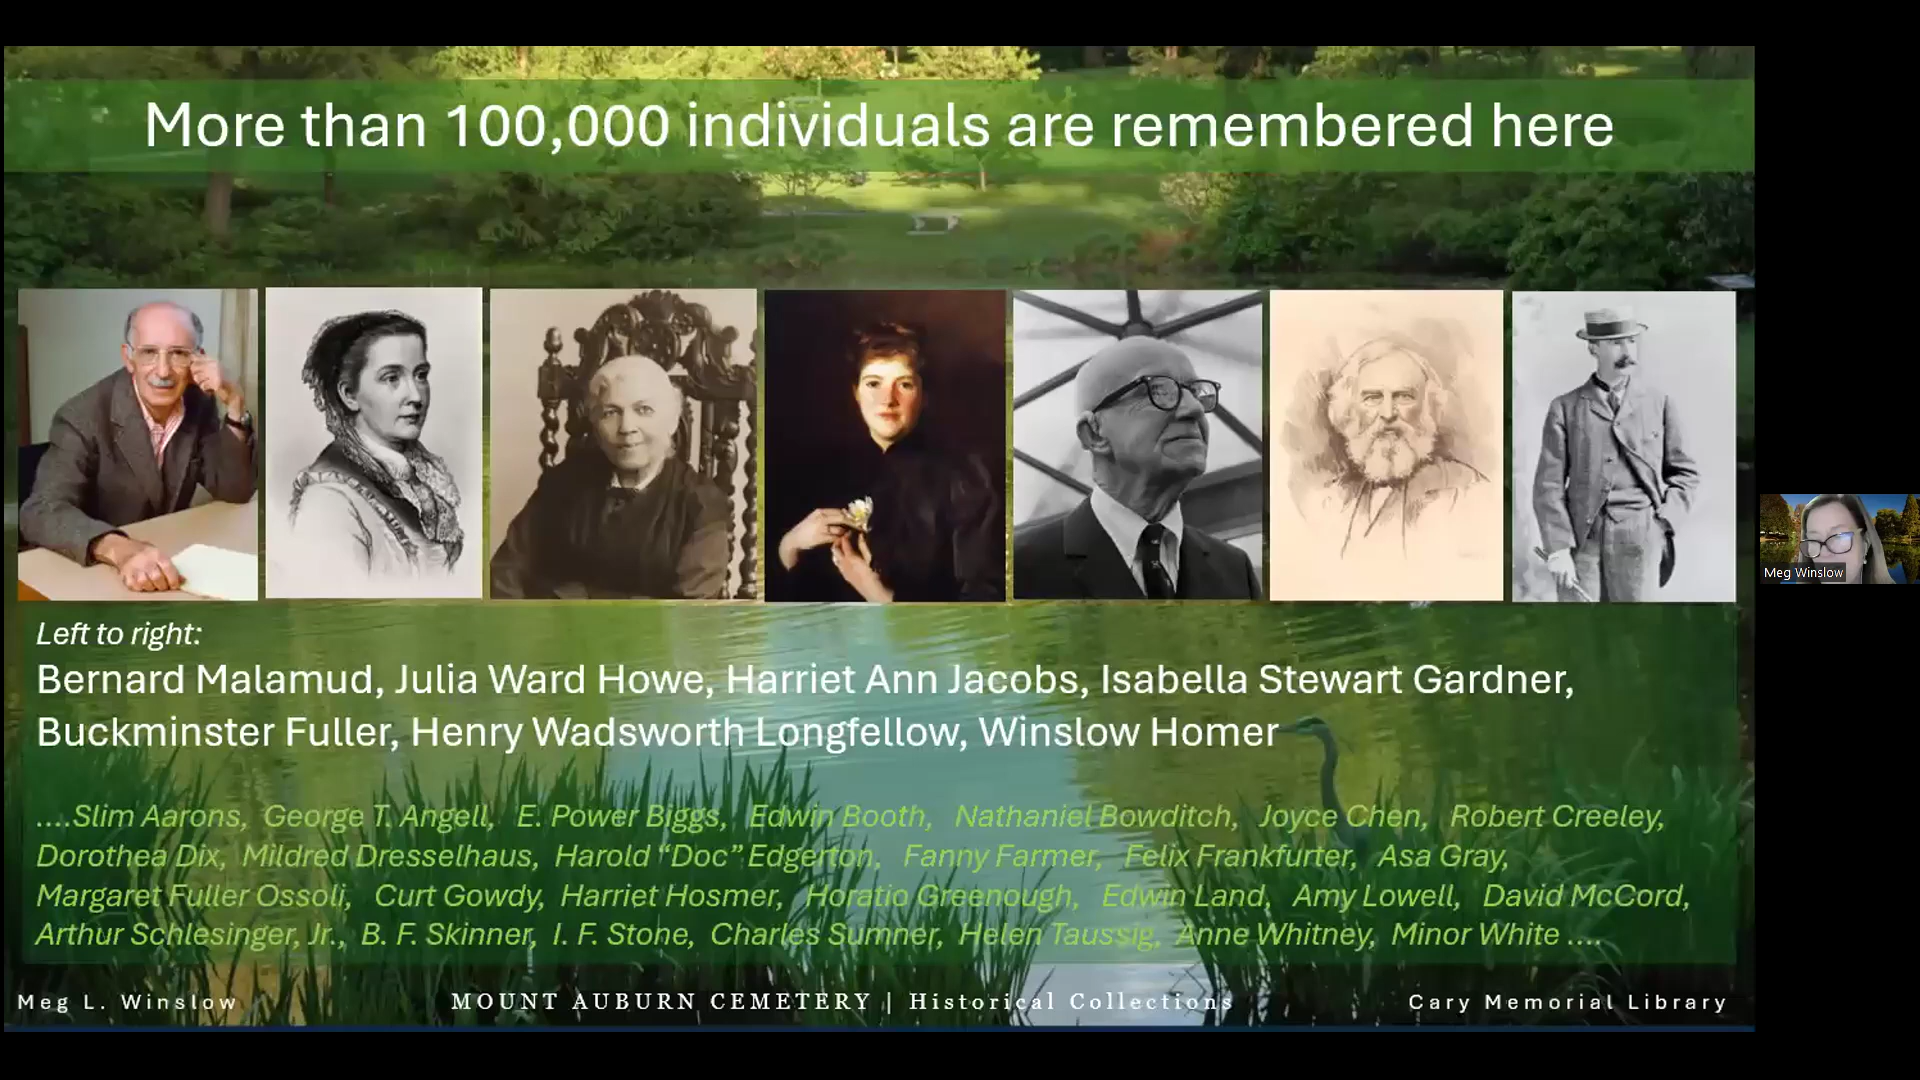 More than 100,000 individuals are remembered here
Left to right:
Bernard Malamud, Julia Ward Howe, Harriet Ann Jacobs, Isabella Stewart Gardner,
Buckminster Fuller, Henry Wadsworth Longfellow, Winslow Homer
....Slim Aarons, George T. Angell, E. Power Biggs, Edwin Booth, Nathaniel Bowditch, Joyce Chen, Robert Creeley,
Dorothea Dix, Mildred Dresselhaus, Harold “Doc” Edgerton, Fanny Farmer, Felix Frankfurter, Asa Gray,
Margaret Fuller Ossoli, Curt Gowdy, Harriet Hosmer, Horatio Greenough, Edwin Land, Amy Lowell, David McCord,
Arthur Schlesinger, Jr., B. F. Skinner, I. F. Stone, Charles Sumner, Helen Taussig, Anne Whitney, Minor White ....
Meg L. Winslow
MOUNT AUBURN CEMETERY | Historical Collections
Cary Memorial Library
Meg Winslow